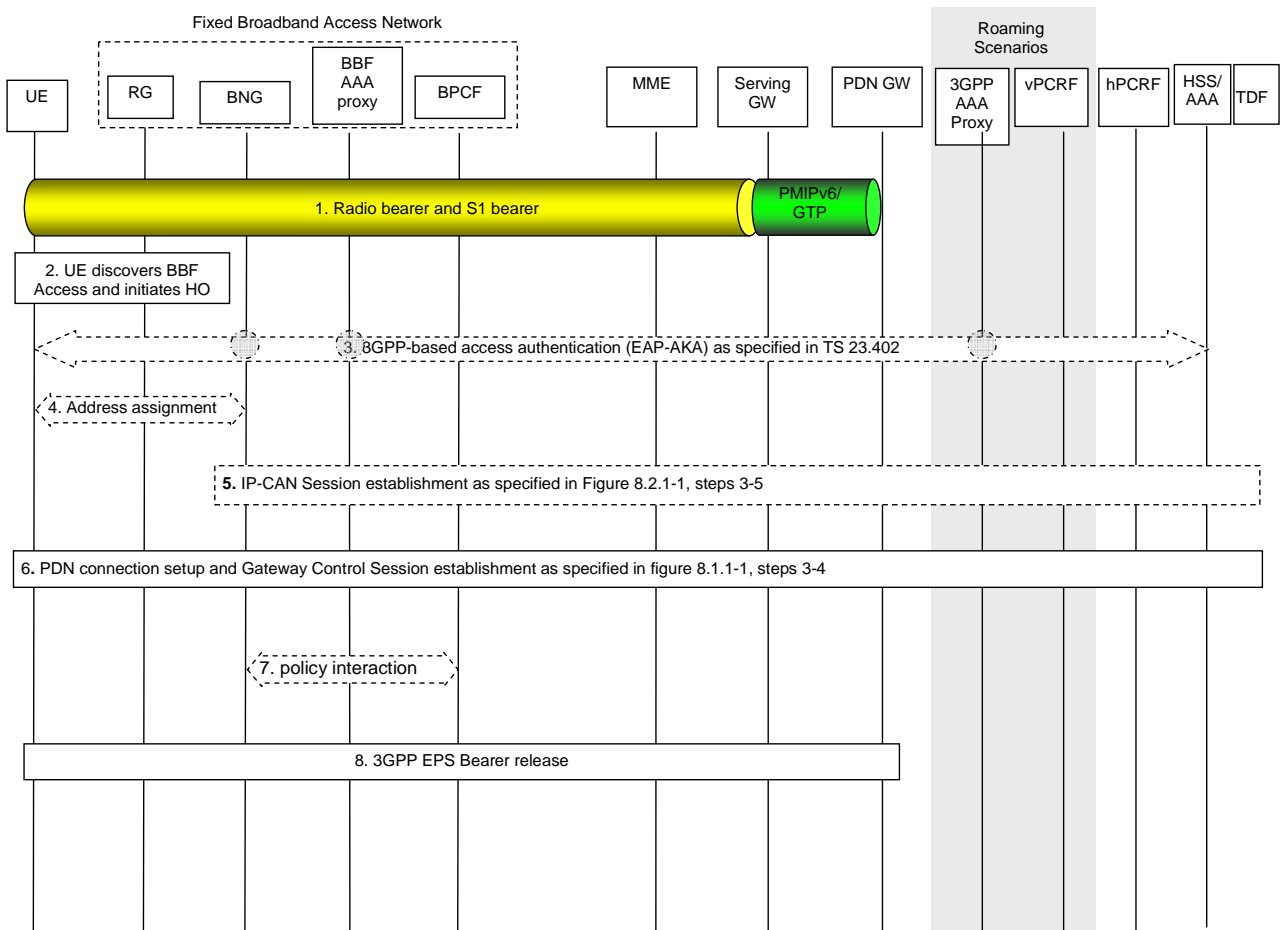 Fixed Broadband Access Network
Roaming
Scenarios
UE
RG
BNG
BBF
AAA
proxy
BPCF
MME
Serving
GW
PDN GW
3GPP
AAA
Proxy
vPCRF
hPCRF
HSS/
AAA
TDF
1. Radio bearer and S1 bearer
PMIPv6/
GTP
2. UE discovers BBF
Access and initiates HO
3. 3GPP-based access authentication (EAP-AKA) as specified in TS 23.402
4. Address assignment
5. IP-CAN Session establishment as specified in Figure 8.2.1-1, steps 3-5
6. PDN connection setup and Gateway Control Session establishment as specified in figure 8.1.1-1, steps 3-4
7. policy interaction
8. 3GPP EPS Bearer release